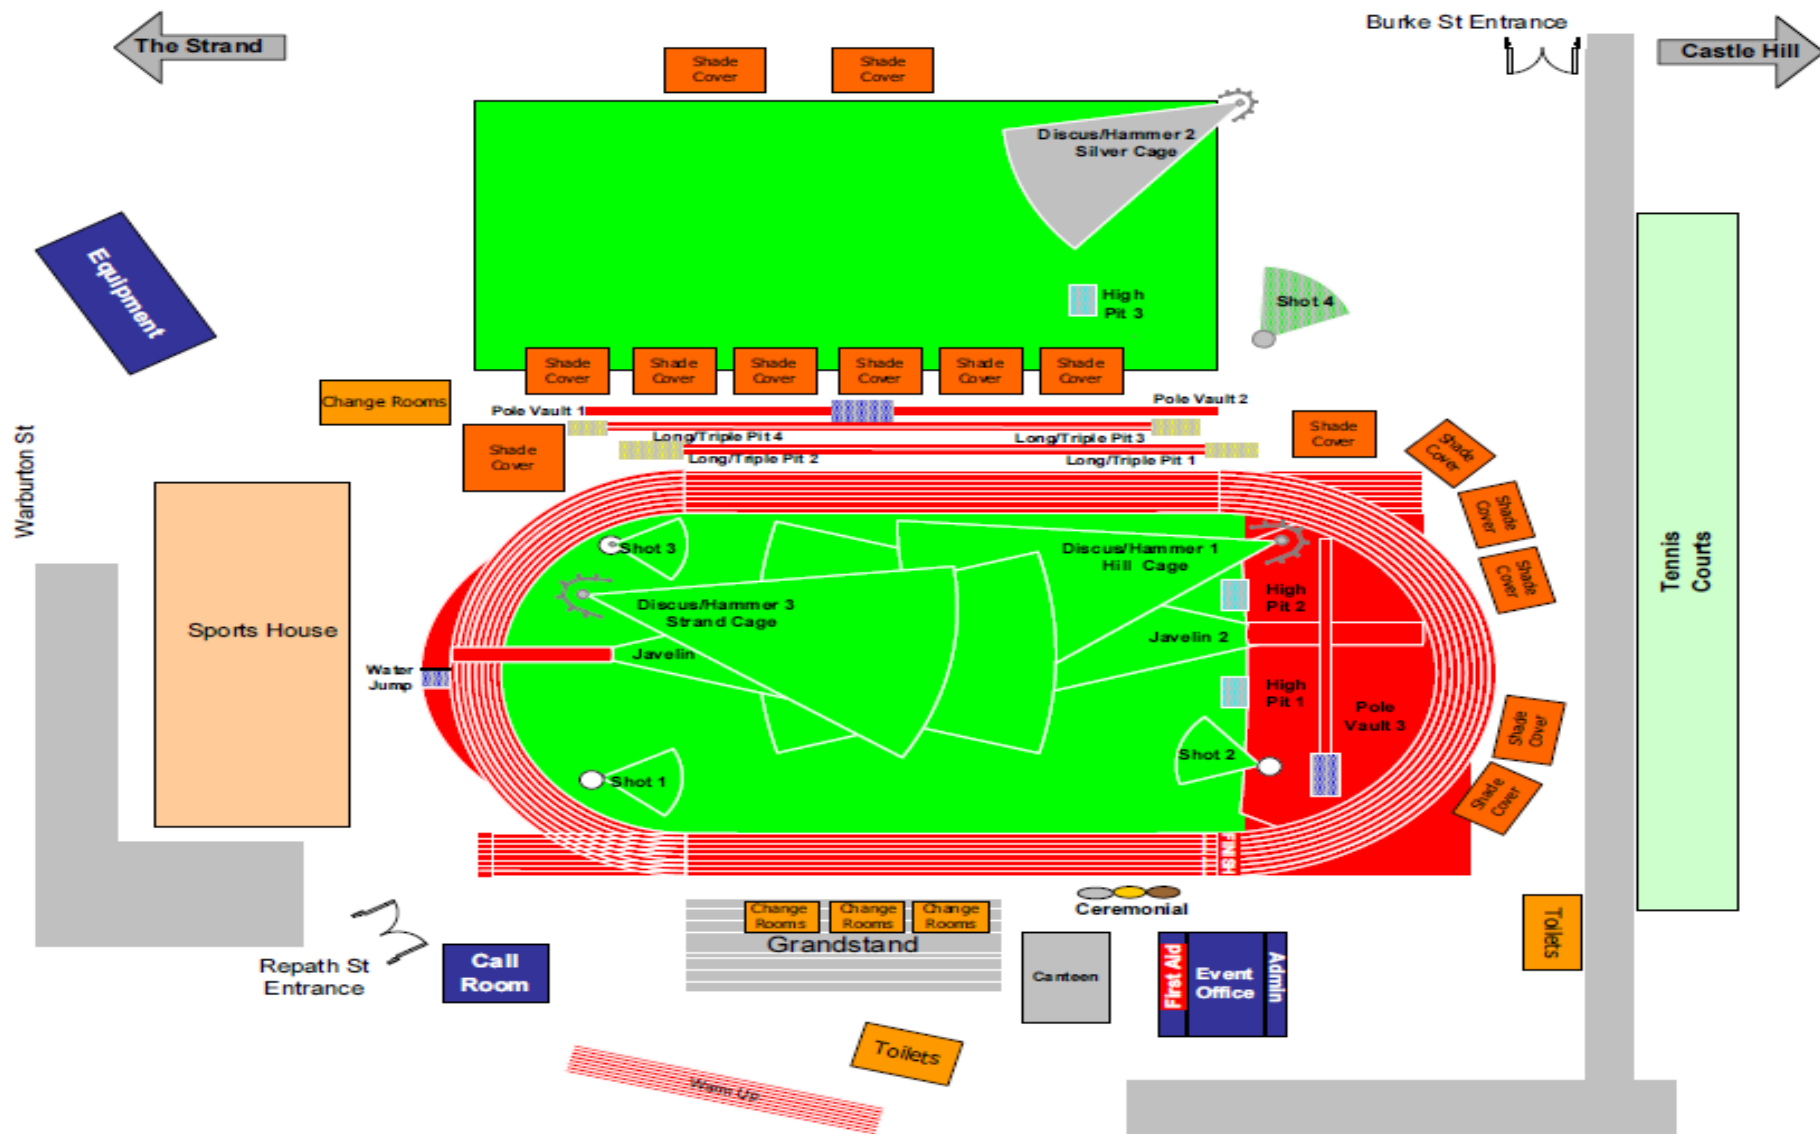 Burke St Entrance
The Strand
Castle Hill
Shade
Cover
Shade
Cover
Discus/Hammer 2
Silver Cage
Equipment
High
Pit 3
Shot 4
Shade
Cover
Shade
Cover
Shade
Cover
Shade
Cover
Shade
Cover
Shade
Cover
Change Rooms
Pole Vault 1
Pole Vault 2
Long/Triple Pit 4
Long/Triple Pit 3
Long/Triple Pit 2
Long/Triple Pit 1
Shade
Cover
Shade
Cover
Shade
Cover
Shade
Cover
Shade
Cover
Warburton St
Tennis
Courts
Shot 3
Discus/Hammer 1
Hill Cage
High
Pit 2
Discus/Hammer 3
Strand Cage
Sports House
Javelin
Javelin 2
Water
Jump
High
Pit 1
Pole
Vault 3
Shade
Cover
Shot 2
Shot 1
Shade
Cover
FINISH
Ceremonial
Change
Rooms
Change
Rooms
Change
Rooms
Grandstand
Toilets
Repath St
Entrance
Call
Room
Canteen
First Aid
Event
Office
Admin
Toilets
Warm Up